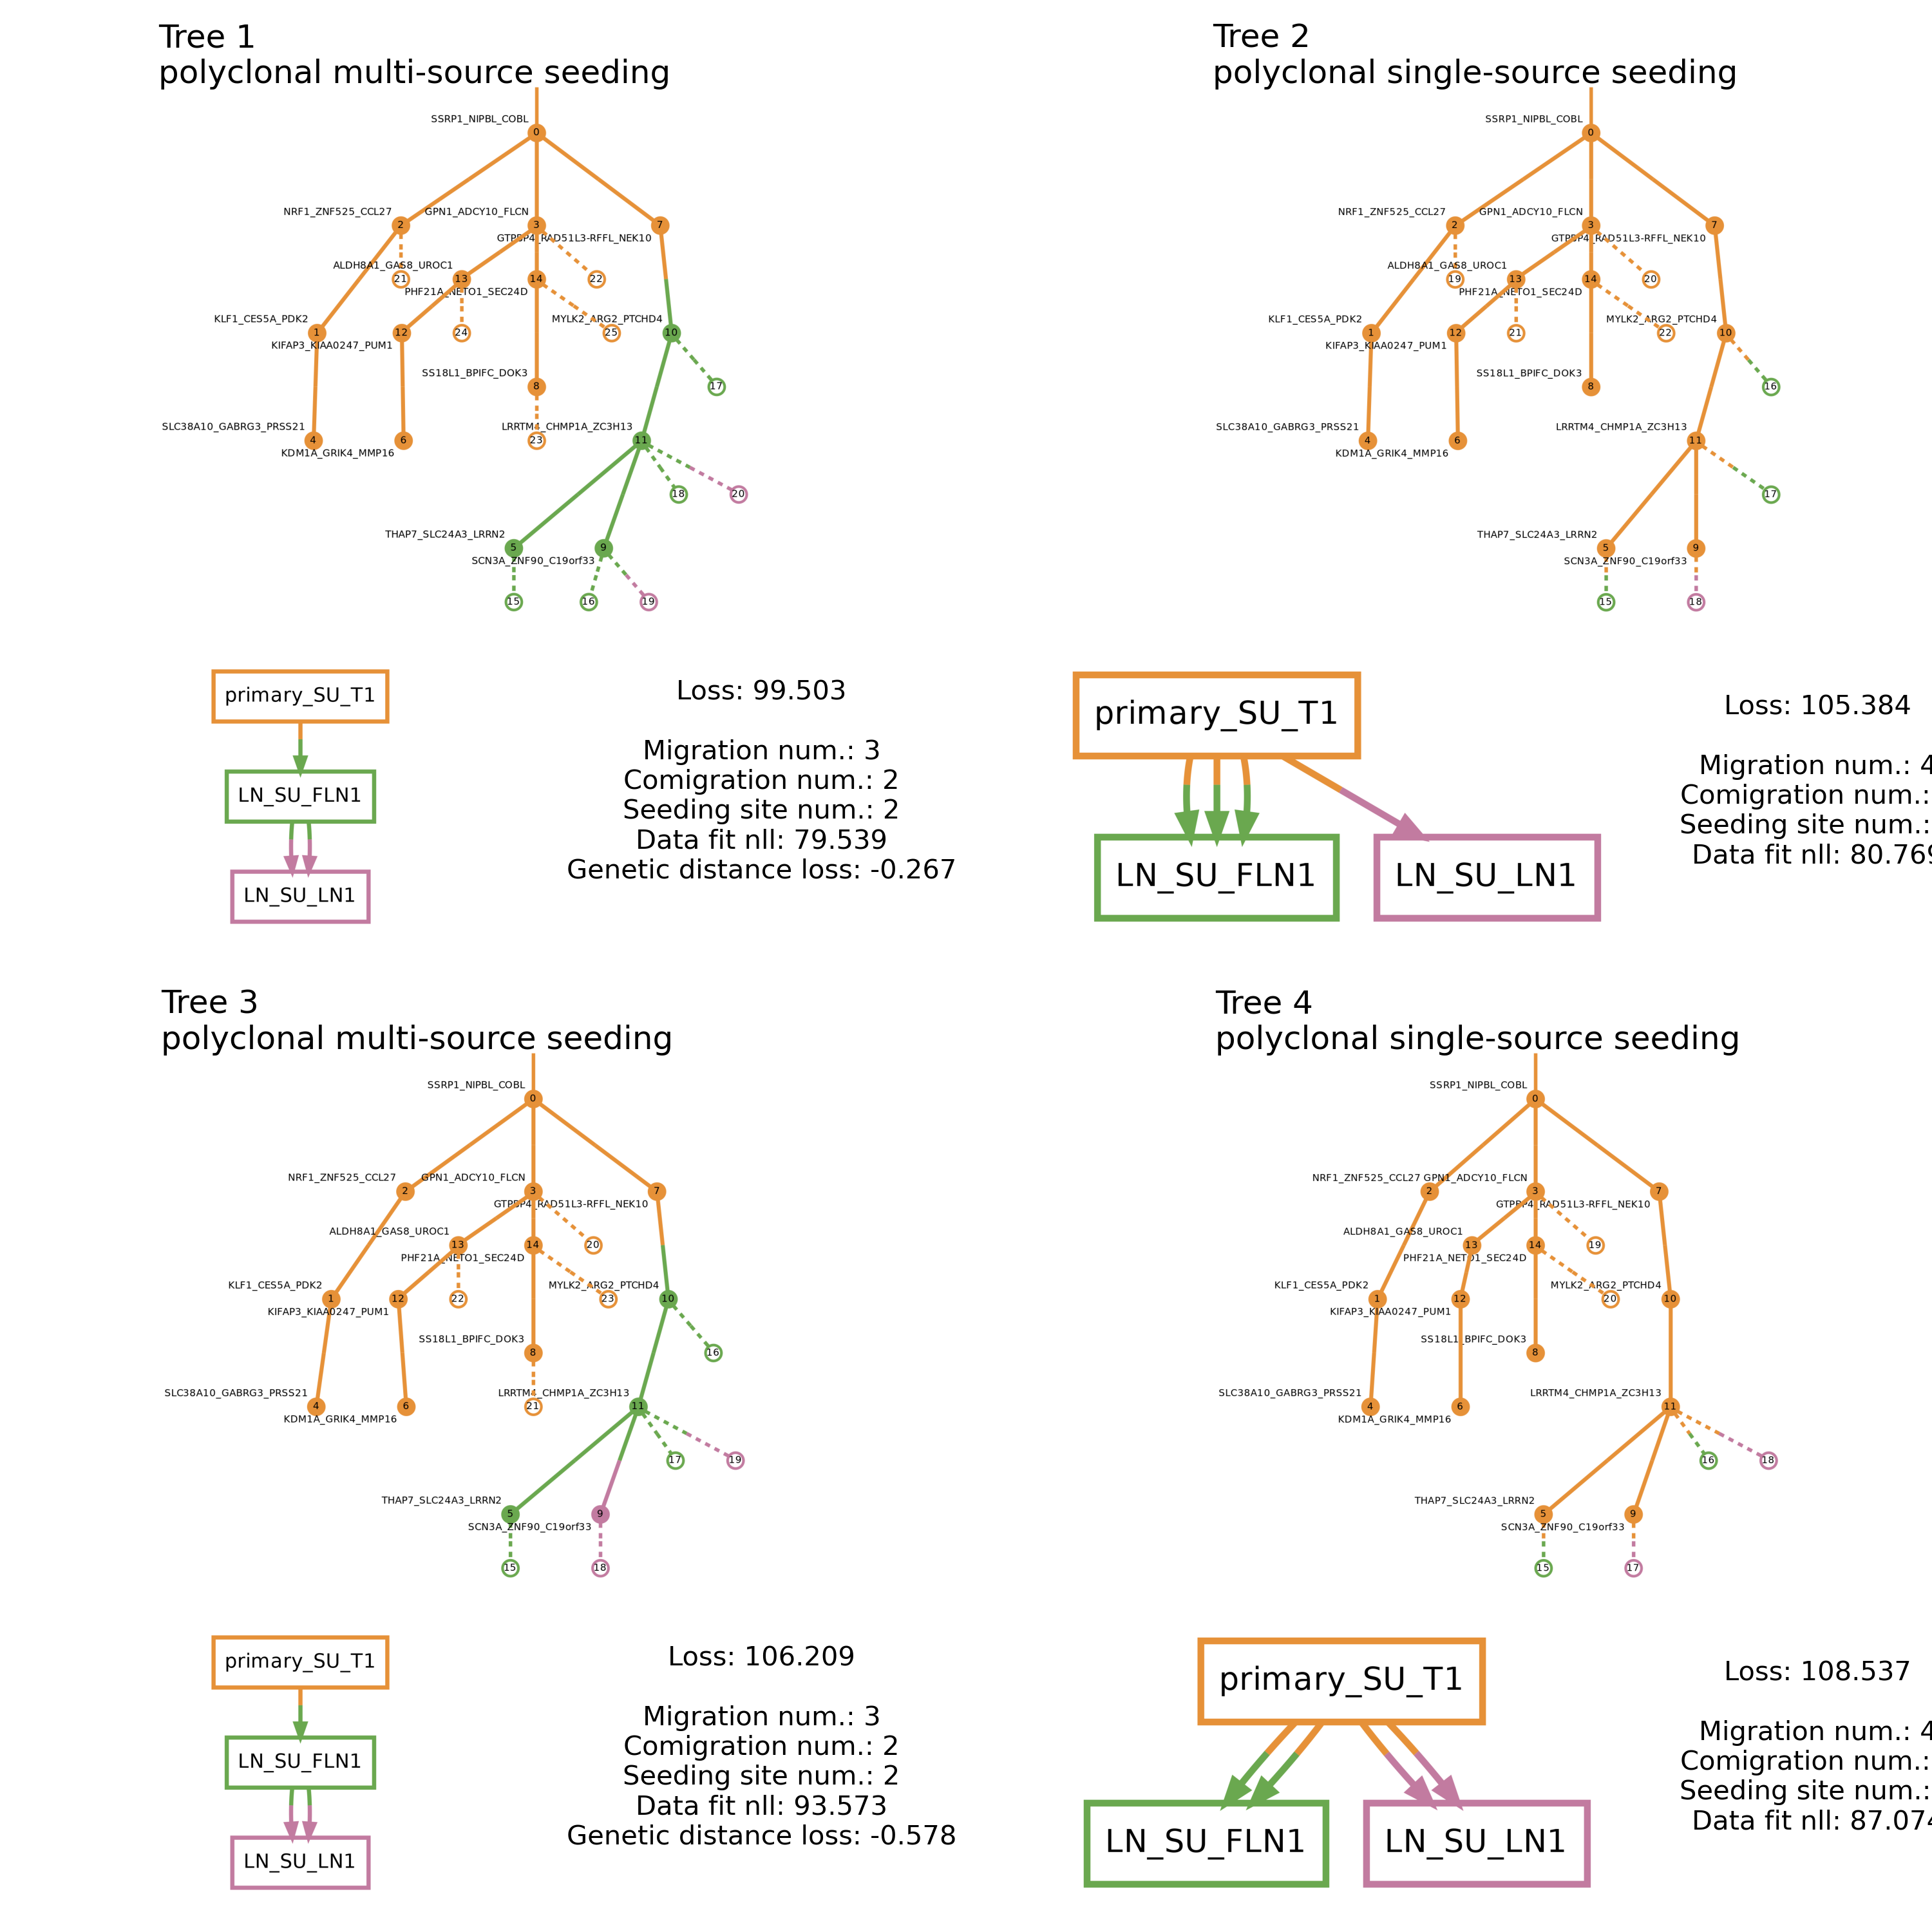 Tree 1
polyclonal multi-source seeding
SSRP1_NIPBL_COBL
0
NRF1_ZNF525_CCL27
2
GPN1_ADCY10_FLCN
3
7
GTPBP4_RAD51L3-RFFL_NEK10
ALDH8A1_GAS8_UROC1
21
13
14
22
PHF21A_NETO1_SEC24D
KLF1_CES5A_PDK2
1
12
24
MYLK2_ARG2_PTCHD4
25
10
KIFAP3_KIAA0247_PUM1
SS18L1_BPIFC_DOK3
8
17
SLC38A10_GABRG3_PRSS21
4
6
LRRTM4_CHMP1A_ZC3H13
23
11
KDM1A_GRIK4_MMP16
18
20
THAP7_SLC24A3_LRRN2
5
9
SCN3A_ZNF90_C19orf33
15
16
19
primary_SU_T1
LN_SU_FLN1
LN_SU_LN1
Loss: 99.503
Migration num.: 3
Comigration num.: 2
Seeding site num.: 2
Data fit nll: 79.539
Genetic distance loss: -0.267
Tree 2
polyclonal single-source seeding
SSRP1_NIPBL_COBL
0
NRF1_ZNF525_CCL27
2
GPN1_ADCY10_FLCN
3
7
GTPBP4_RAD51L3-RFFL_NEK10
ALDH8A1_GAS8_UROC1
19
13
14
20
PHF21A_NETO1_SEC24D
KLF1_CES5A_PDK2
1
12
21
MYLK2_ARG2_PTCHD4
22
10
KIFAP3_KIAA0247_PUM1
SS18L1_BPIFC_DOK3
8
16
SLC38A10_GABRG3_PRSS21
4
6
LRRTM4_CHMP1A_ZC3H13
11
KDM1A_GRIK4_MMP16
17
THAP7_SLC24A3_LRRN2
5
9
SCN3A_ZNF90_C19orf33
15
18
primary_SU_T1
LN_SU_FLN1
LN_SU_LN1
Loss: 105.384
Migration num.: 4
Comigration num.:
Seeding site num.:
Data fit nll: 80.769
Tree 3
polyclonal multi-source seeding
SSRP1_NIPBL_COBL
0
NRF1_ZNF525_CCL27
2
GPN1_ADCY10_FLCN
3
7
GTPBP4_RAD51L3-RFFL_NEK10
ALDH8A1_GAS8_UROC1
13
14
20
PHF21A_NETO1_SEC24D
KLF1_CES5A_PDK2
1
12
22
MYLK2_ARG2_PTCHD4
23
10
KIFAP3_KIAA0247_PUM1
SS18L1_BPIFC_DOK3
8
16
SLC38A10_GABRG3_PRSS21
4
6
LRRTM4_CHMP1A_ZC3H13
21
11
KDM1A_GRIK4_MMP16
17
19
THAP7_SLC24A3_LRRN2
5
9
SCN3A_ZNF90_C19orf33
15
18
primary_SU_T1
LN_SU_FLN1
LN_SU_LN1
Loss: 106.209
Migration num.: 3
Comigration num.: 2
Seeding site num.: 2
Data fit nll: 93.573
Genetic distance loss: -0.578
Tree 4
polyclonal single-source seeding
SSRP1_NIPBL_COBL
0
NRF1_ZNF525_CCL27
2
GPN1_ADCY10_FLCN
3
7
GTPBP4_RAD51L3-RFFL_NEK10
ALDH8A1_GAS8_UROC1
13
14
19
PHF21A_NETO1_SEC24D
KLF1_CES5A_PDK2
1
12
MYLK2_ARG2_PTCHD4
20
10
KIFAP3_KIAA0247_PUM1
SS18L1_BPIFC_DOK3
8
SLC38A10_GABRG3_PRSS21
4
6
LRRTM4_CHMP1A_ZC3H13
11
KDM1A_GRIK4_MMP16
16
18
THAP7_SLC24A3_LRRN2
5
9
SCN3A_ZNF90_C19orf33
15
17
primary_SU_T1
LN_SU_FLN1
LN_SU_LN1
Loss: 108.537
Migration num.: 4
Comigration num.:
Seeding site num.:
Data fit nll: 87.074